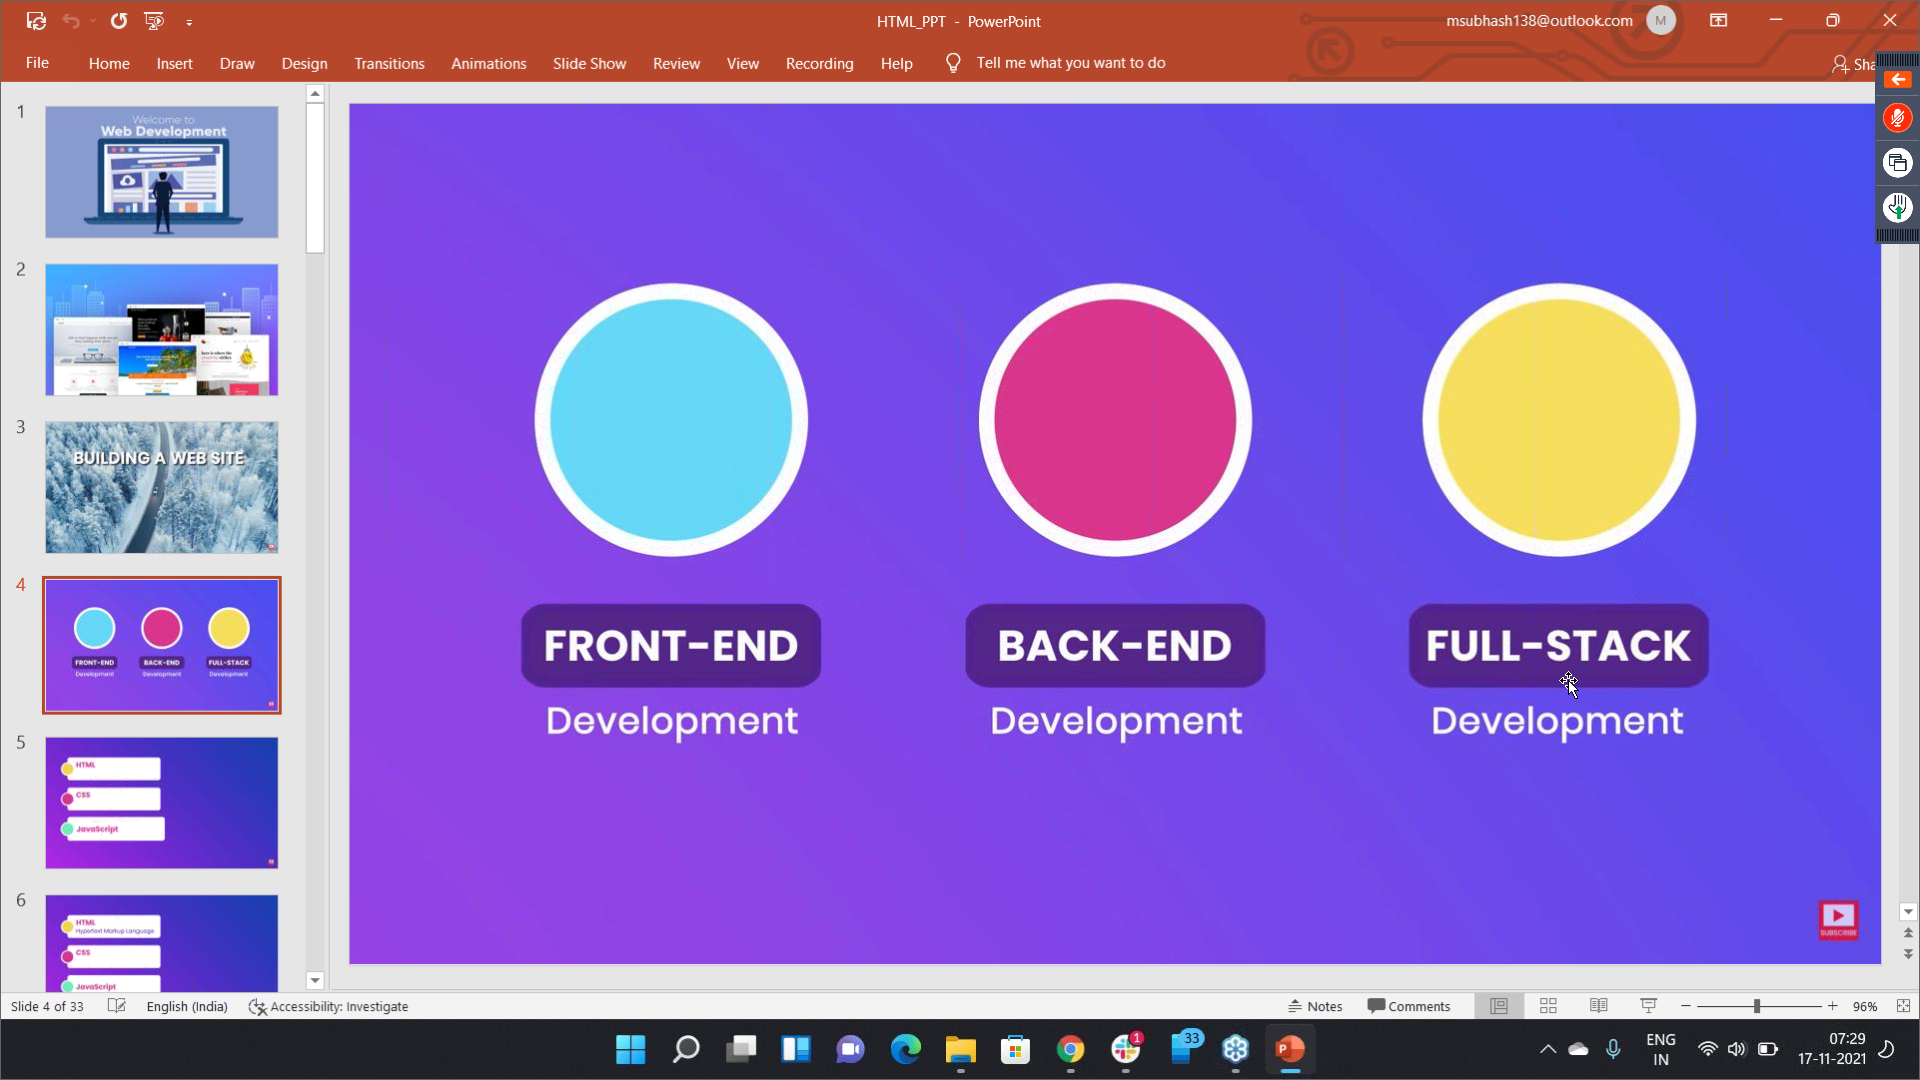 HTML_PPT - PowerPoint
msubhash138@outlook.com
M
File
Home
Insert
Draw
Design
Transitions
Animations
Slide Show
Review
View
Recording
Help
Tell me what you want to do
Sha
1
Welcome to
Web Development
2
3
BUILDING A WEB SITE
4
FRONT-END
BACK-END
FULL-STACK
Development
Development
Development
5
HTML
CSS
JavaScript
6
HTML
Hypertext Markup Language
CSS
JavaScript
FRONT-END
BACK-END
FULL-STACK
Development
Development
Development
SUBSCRIBE
Slide 4 of 33
English (India)
Accessibility: Investigate
Notes
Comments
96%
1
33
P
ENG
IN
07:29
17-11-2021